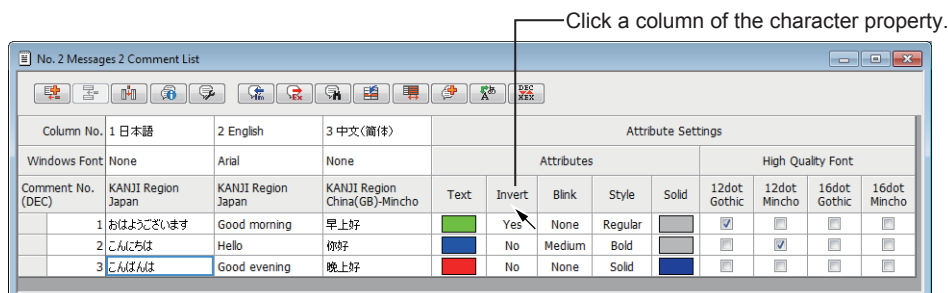 Click a column of the character property.
No. 2 Messages 2 Comment List
Column No. 1 日本語 2 English 3 中文(簡体) Attribute Settings
Windows Font None Arial None Attributes High Quality Font
Comment No. (DEC) KANJI Region Japan KANJI Region Japan KANJI Region China(GB)-Mincho Text Invert Blink Style Solid 12dot Gothic 12dot Mincho 16dot Gothic 16dot Mincho
1 おはようございます Good morning 早上好 Yes None Regular
2 こんにちは Hello 你好 No Medium Bold
3 こんばんは Good evening 晚上好 No None Solid